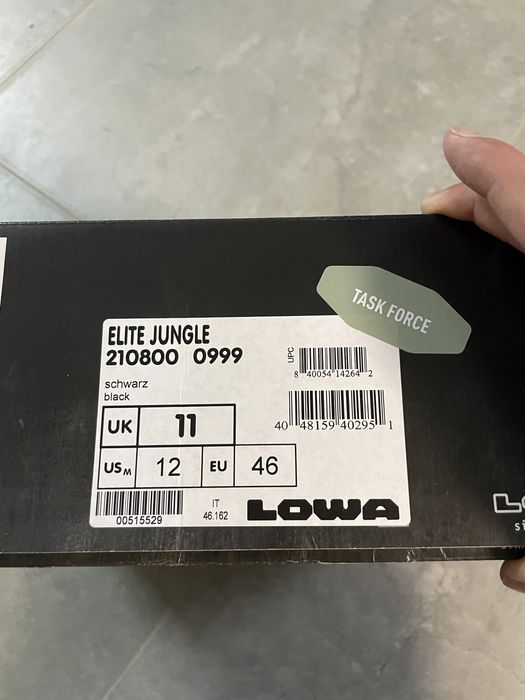 TASK FORCE
ELITE JUNGLE
210800 0999
schwarz
black
UPC
8 40054 14264 2
40 48159 40295 1
UK 11
US M 12 EU 46
00515529
IT
46.162
LOWA